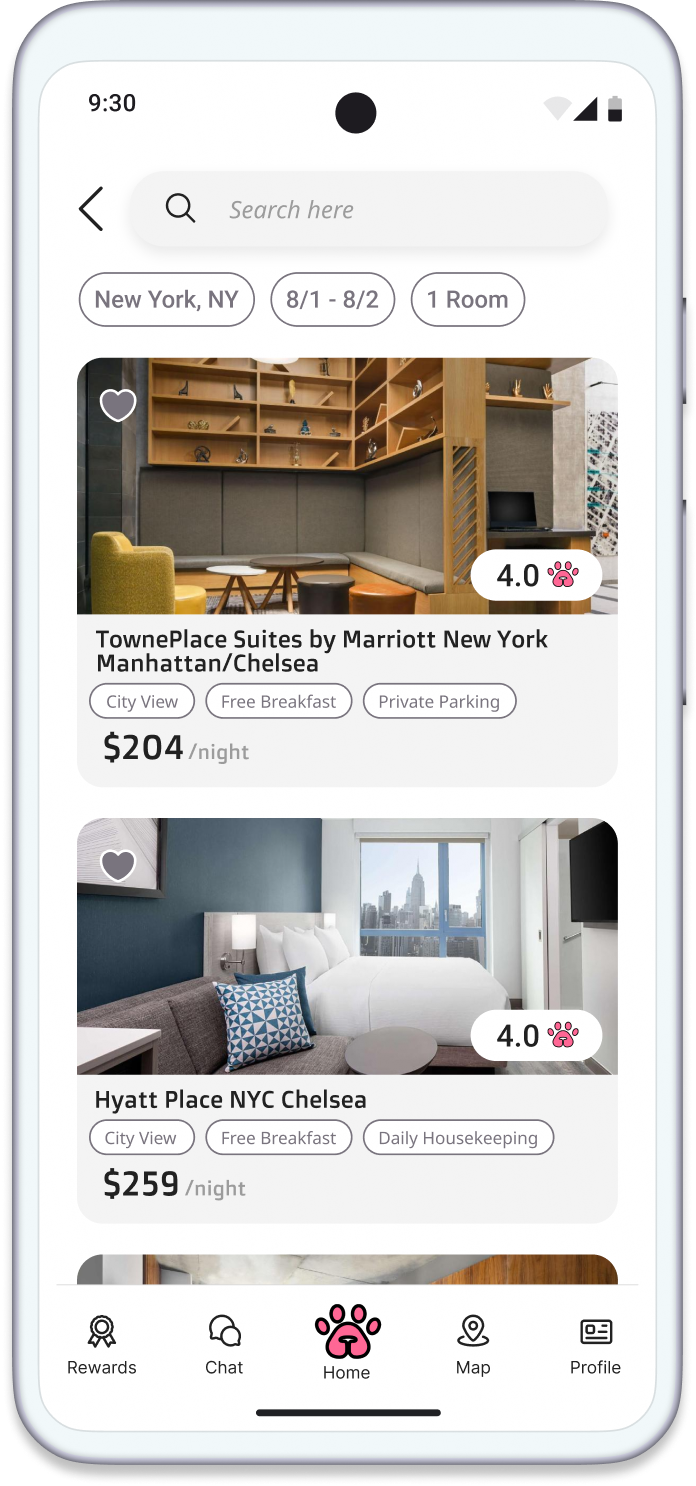 9:30
Search here
New York, NY
8/1 - 8/2
1 Room
4.0
TownePlace Suites by Marriott New York
Manhattan/Chelsea
City View
Free Breakfast
Private Parking
$204 /night
4.0
Hyatt Place NYC Chelsea
City View
Free Breakfast
Daily Housekeeping
$259 /night
Rewards
Chat
Home
Map
Profile